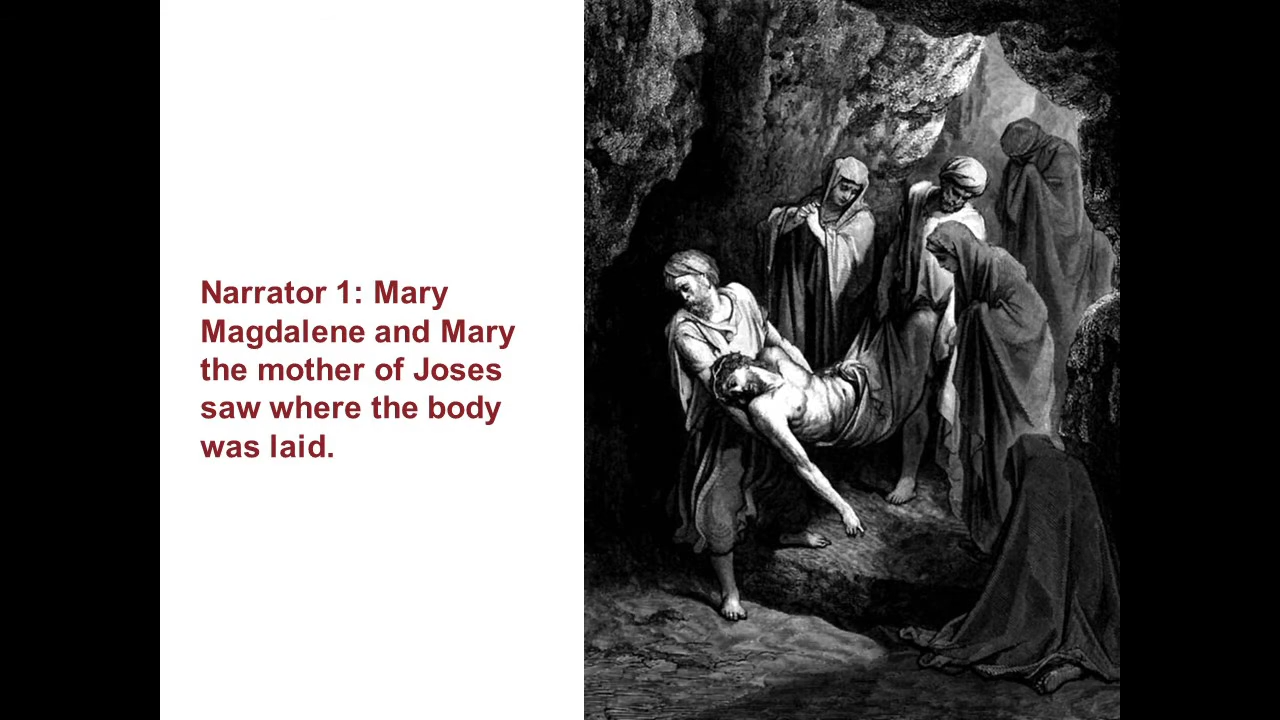 Narrator 1: Mary
Magdalene and Mary
the mother of Joses
saw where the body
was laid.